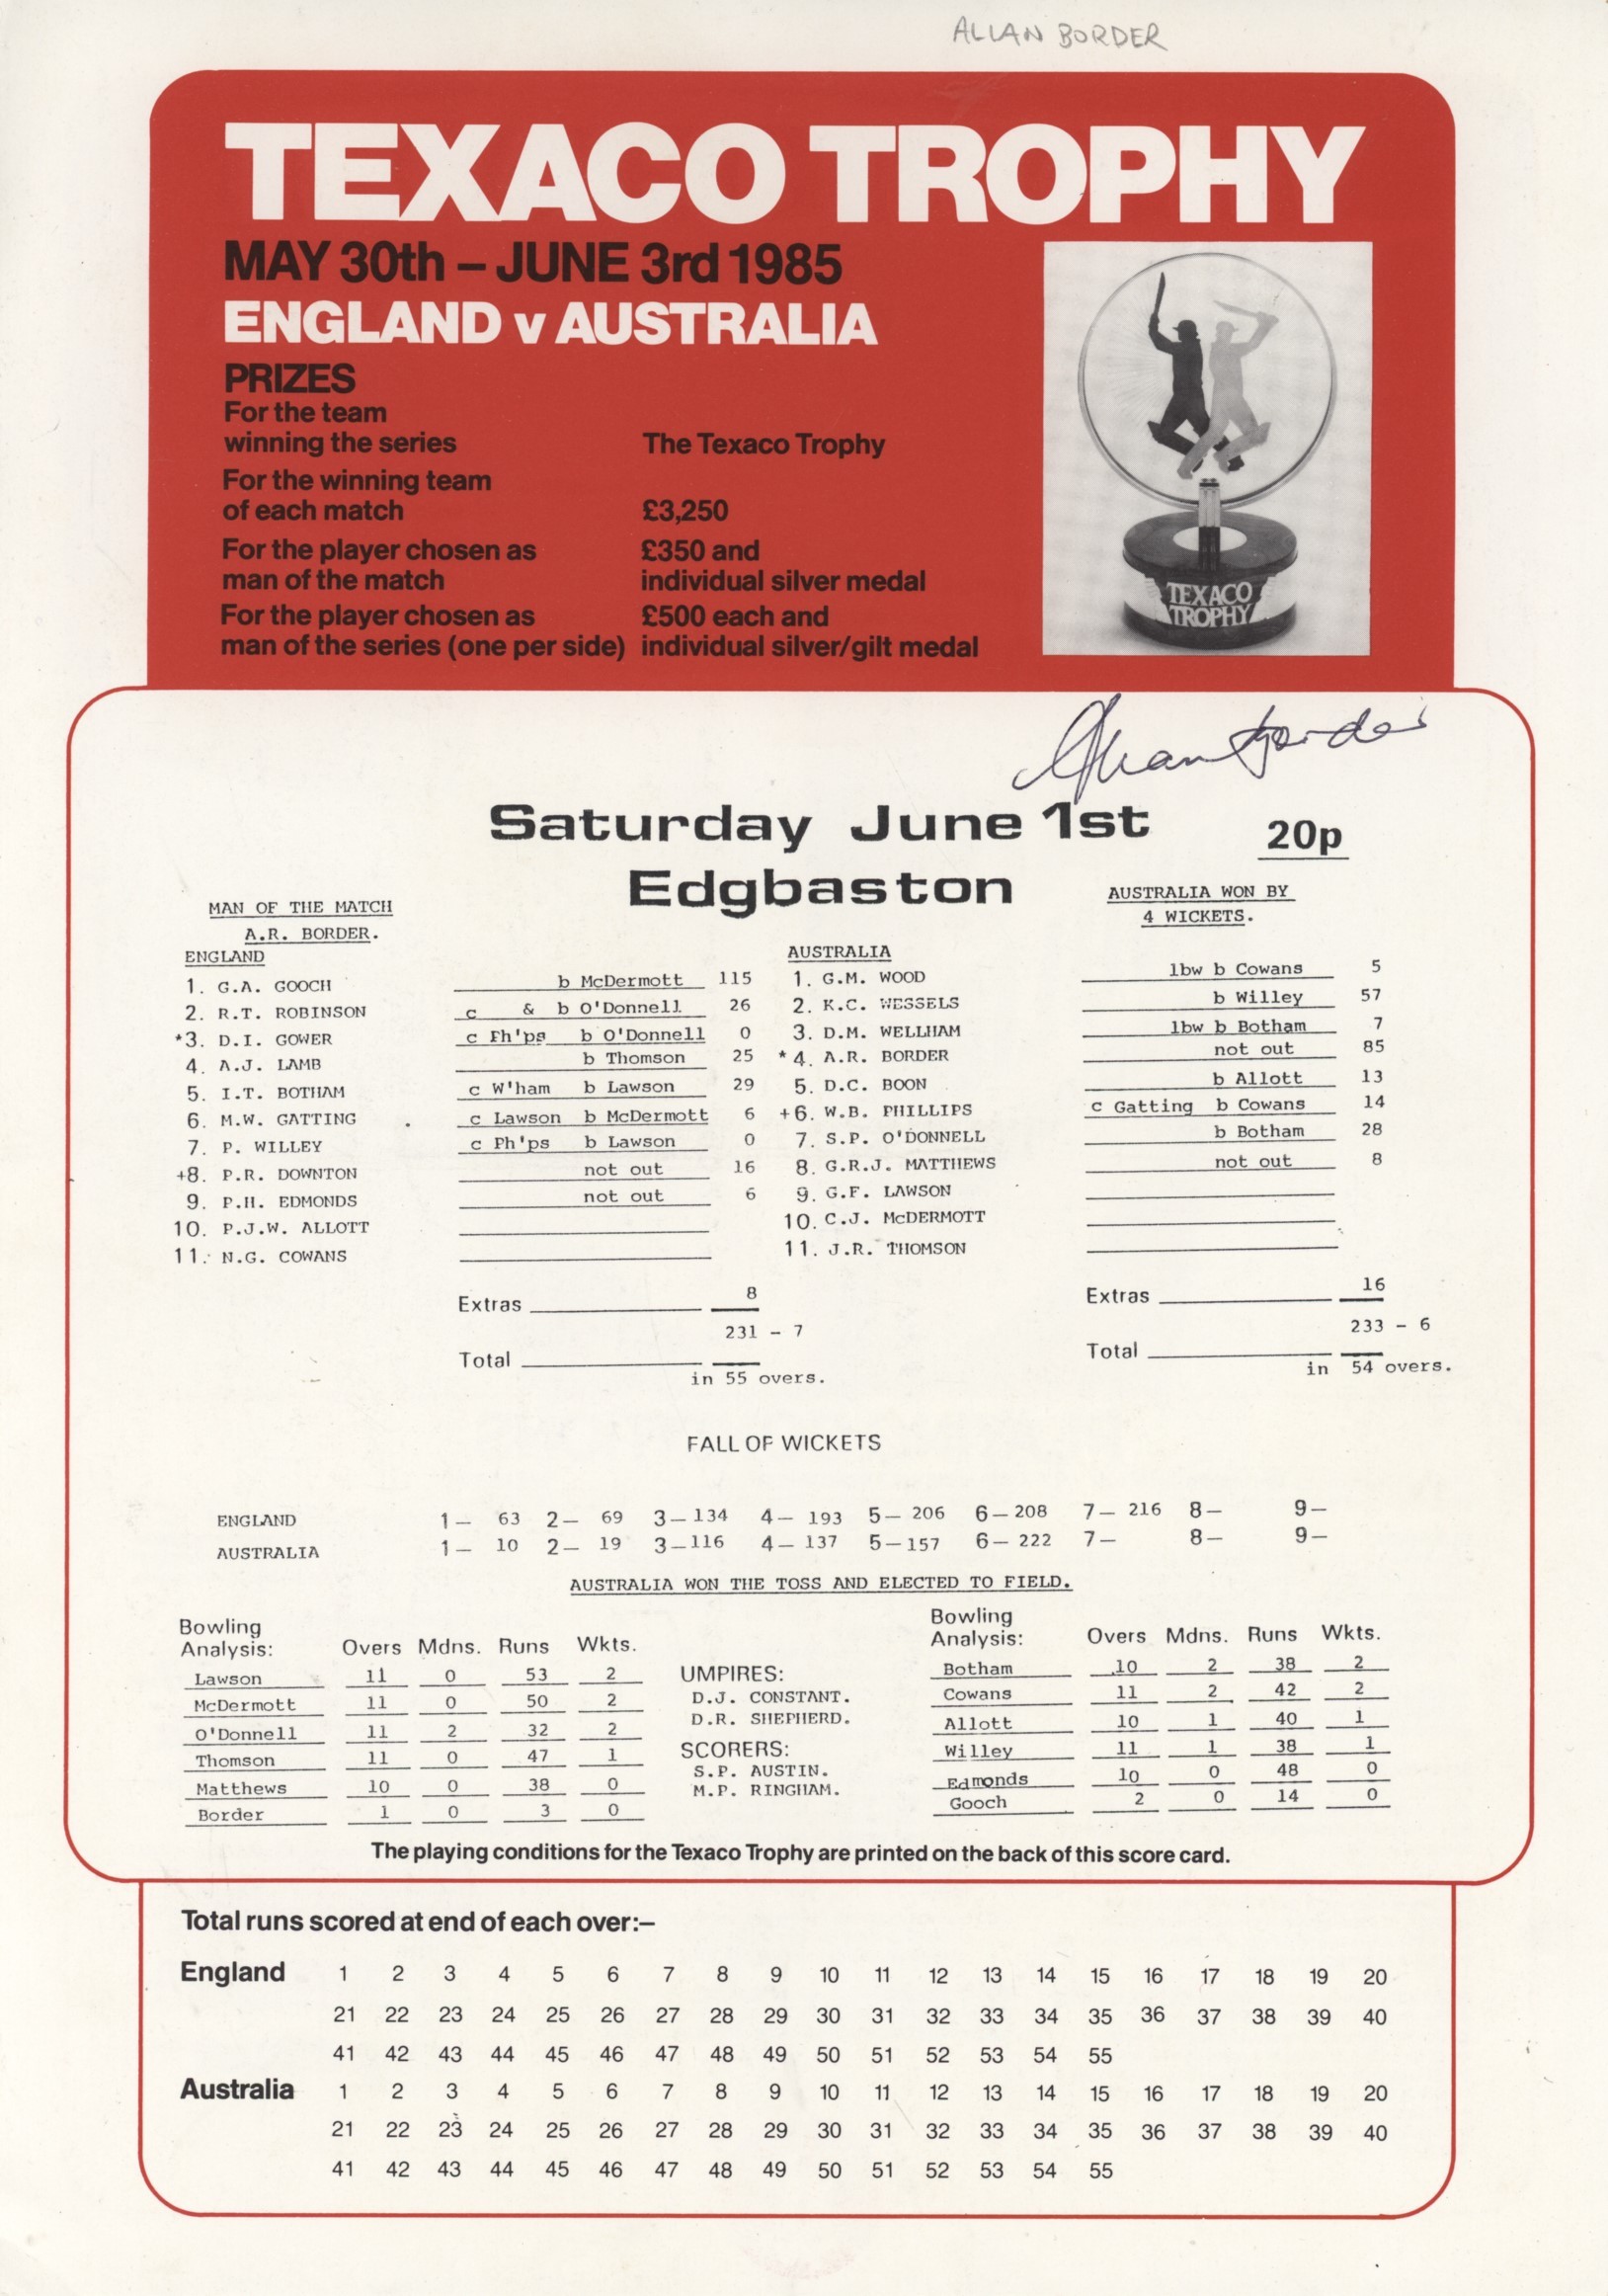 ALLAN BORDER
TEXACO TROPHY
MAY 30th – JUNE 3rd 1985
ENGLAND v AUSTRALIA
PRIZES
For the team
winning the series The Texaco Trophy
For the winning team
of each match £3,250
For the player chosen as £350 and
man of the match individual silver medal
For the player chosen as £500 each and
man of the series (one per side) individual silver/gilt medal
TEXACO
TROPHY
Allan Border
Saturday June 1st 20p
Edgbaston
MAN OF THE MATCH
A.R. BORDER.
AUSTRALIA WON BY
4 WICKETS.
ENGLAND
1. G.A. GOOCH b McDermott 115
2. R.T. ROBINSON c & b O'Donnell 26
*3. D.I. GOWER c Ph'ps b O'Donnell 0
4. A.J. LAMB b Thomson 25
5. I.T. BOTHAM c W'ham b Lawson 29
6. M.W. GATTING c Lawson b McDermott 6
7. P. WILLEY c Ph'ps b Lawson 0
+8. P.R. DOWNTON not out 16
9. P.H. EDMONDS not out 6
10. P.J.W. ALLOTT
11. N.G. COWANS
Extras 8
231 - 7
Total
in 55 overs.
AUSTRALIA
1. G.M. WOOD lbw b Cowans 5
2. K.C. WESSELS b Willey 57
3. D.M. WELLHAM lbw b Botham 7
*4. A.R. BORDER not out 85
5. D.C. BOON b Allott 13
+6. W.B. PHILLIPS c Gatting b Cowans 14
7. S.P. O'DONNELL b Botham 28
8. G.R.J. MATTHEWS not out 8
9. G.F. LAWSON
10. C.J. McDERMOTT
11. J.R. THOMSON
Extras 16
233 - 6
Total
in 54 overs.
FALL OF WICKETS
ENGLAND 1— 63 2— 69 3—134 4— 193 5— 206 6—208 7— 216 8— 9—
AUSTRALIA 1— 10 2— 19 3—116 4— 137 5—157 6— 222 7— 8— 9—
AUSTRALIA WON THE TOSS AND ELECTED TO FIELD.
Bowling
Analysis: Overs Mdns. Runs Wkts.
Lawson 11 0 53 2
McDermott 11 0 50 2
O'Donnell 11 2 32 2
Thomson 11 0 47 1
Matthews 10 0 38 0
Border 1 0 3 0
UMPIRES:
D.J. CONSTANT.
D.R. SHEPHERD.
SCORERS:
S.P. AUSTIN.
M.P. RINGHAM.
Bowling
Analysis: Overs Mdns. Runs Wkts.
Botham 10 2 38 2
Cowans 11 2 42 2
Allott 10 1 40 1
Willey 11 1 38 1
Edmonds 10 0 48 0
Gooch 2 0 14 0
The playing conditions for the Texaco Trophy are printed on the back of this score card.
Total runs scored at end of each over:–
England 1 2 3 4 5 6 7 8 9 10 11 12 13 14 15 16 17 18 19 20
21 22 23 24 25 26 27 28 29 30 31 32 33 34 35 36 37 38 39 40
41 42 43 44 45 46 47 48 49 50 51 52 53 54 55
Australia 1 2 3 4 5 6 7 8 9 10 11 12 13 14 15 16 17 18 19 20
21 22 23 24 25 26 27 28 29 30 31 32 33 34 35 36 37 38 39 40
41 42 43 44 45 46 47 48 49 50 51 52 53 54 55